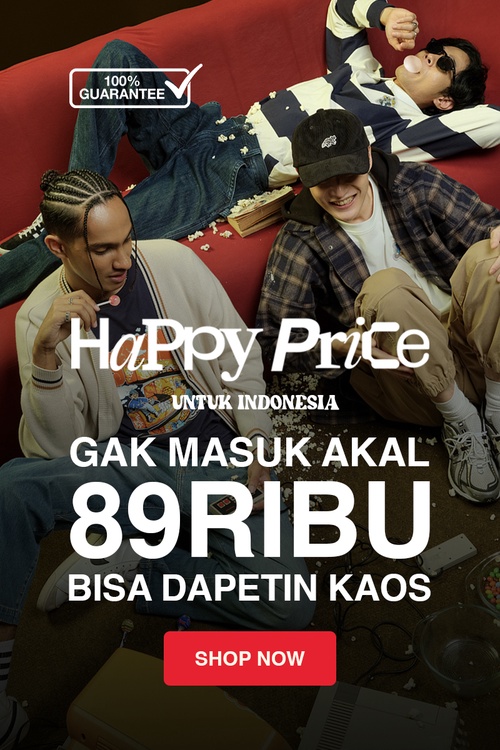 100%
GUARANTEE
HaPPy PriCe
UNTUK INDONESIA
GAK MASUK AKAL
89RIBU
BISA DAPETIN KAOS
SHOP NOW